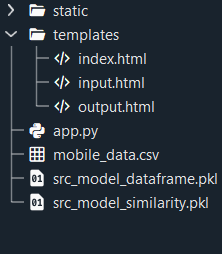 static
templates
index.html
input.html
output.html
app.py
mobile_data.csv
src_model_dataframe.pkl
src_model_similarity.pkl